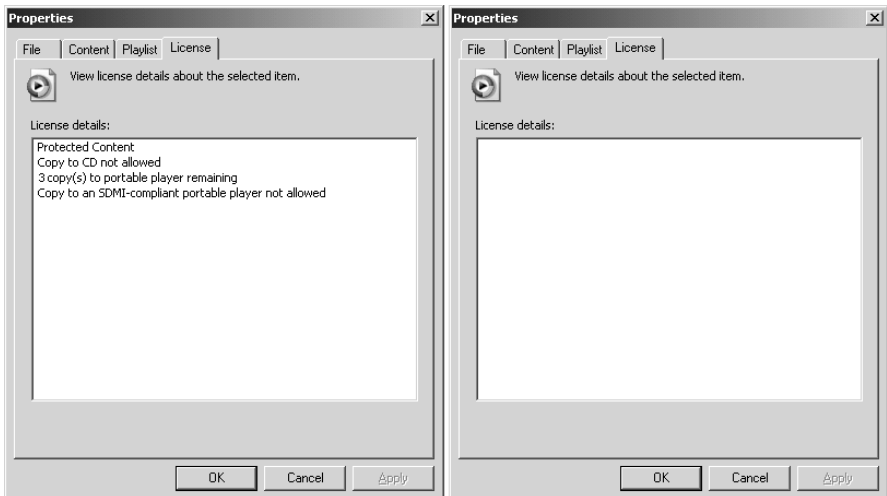 Properties
File Content Playlist License
View license details about the selected item.
License details:
Protected Content
Copy to CD not allowed
3 copy(s) to portable player remaining
Copy to an SDMI-compliant portable player not allowed
OK Cancel Apply
Properties
File Content Playlist License
View license details about the selected item.
License details:
OK Cancel Apply